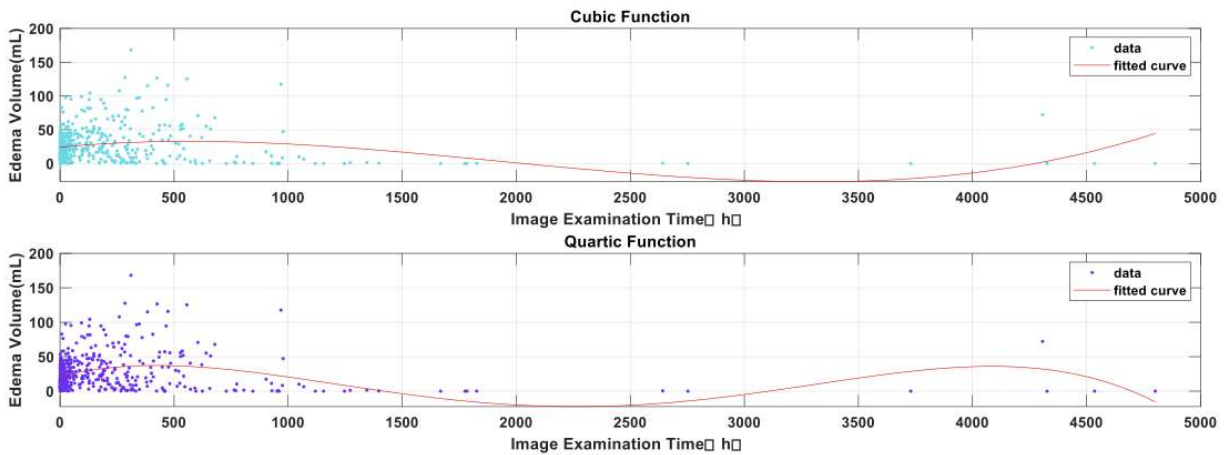 Cubic Function
200
150
100
50
0
Edema Volume(mL)
data
fitted curve
0 500 1000 1500 2000 2500 3000 3500 4000 4500 5000
Image Examination Time□ h□
Quartic Function
200
150
100
50
0
Edema Volume(mL)
data
fitted curve
0 500 1000 1500 2000 2500 3000 3500 4000 4500 5000
Image Examination Time□ h□